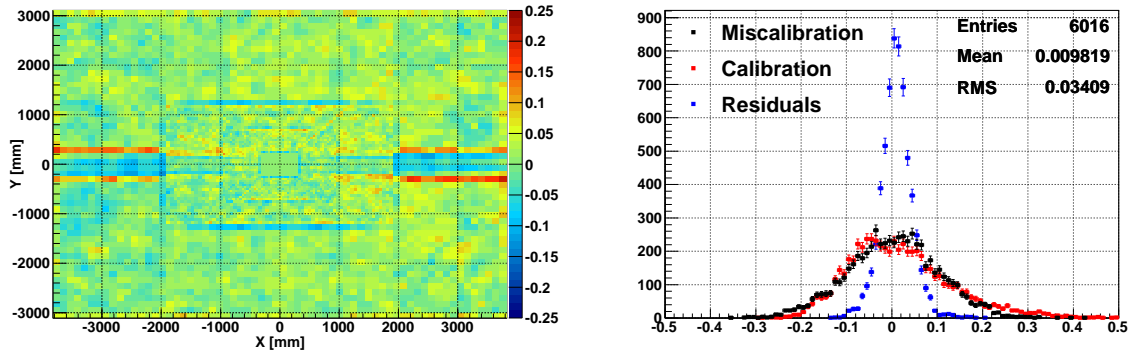 3000
2000
1000
0
-1000
-2000
-3000
Y [mm]
-3000 -2000 -1000 0 1000 2000 3000
X [mm]
0.25
0.2
0.15
0.1
0.05
0
-0.05
-0.1
-0.15
-0.2
-0.25
900
800
700
600
500
400
300
200
100
0
-0.5 -0.4 -0.3 -0.2 -0.1 0 0.1 0.2 0.3 0.4 0.5
Miscalibration
Calibration
Residuals
Entries 6016
Mean 0.009819
RMS 0.03409